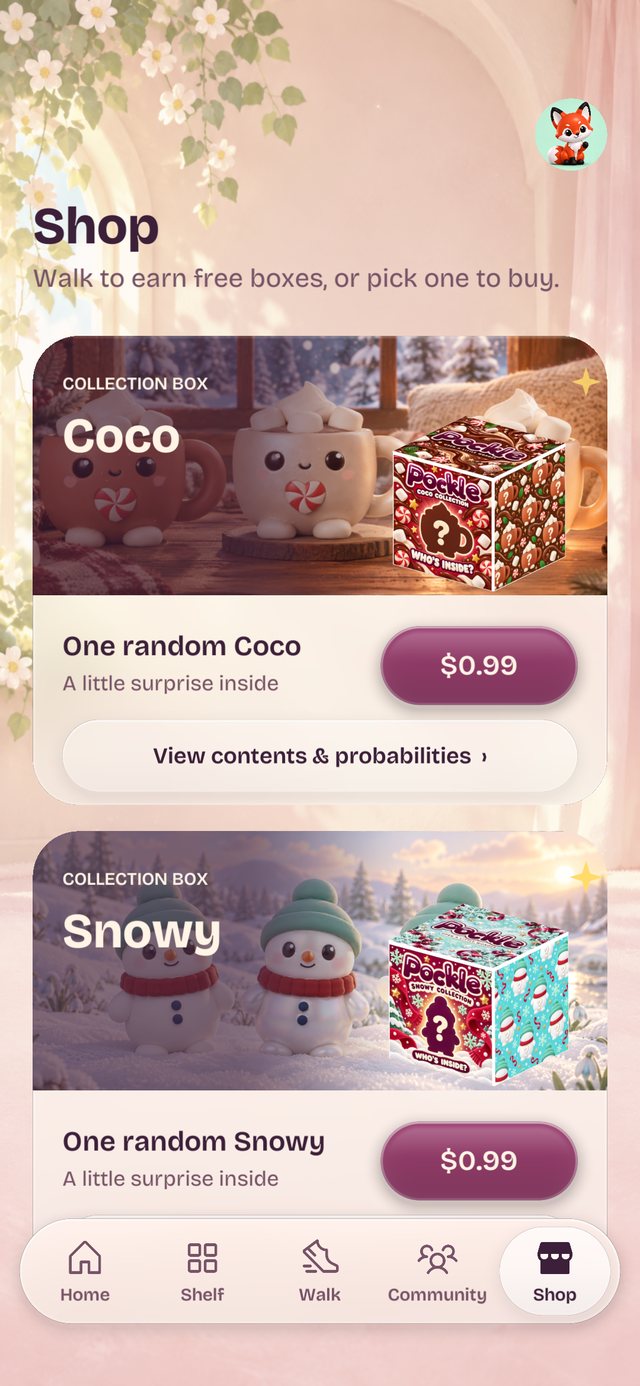 Shop
Walk to earn free boxes, or pick one to buy.
COLLECTION BOX
Coco
Pockle
Pockle
COCO COLLECTION
?
WHO'S INSIDE?
One random Coco
A little surprise inside
$0.99
View contents & probabilities ›
COLLECTION BOX
Snowy
Pockle
Pockle
SNOWY COLLECTION
?
WHO'S INSIDE?
One random Snowy
A little surprise inside
$0.99
Home
Shelf
Walk
Community
Shop